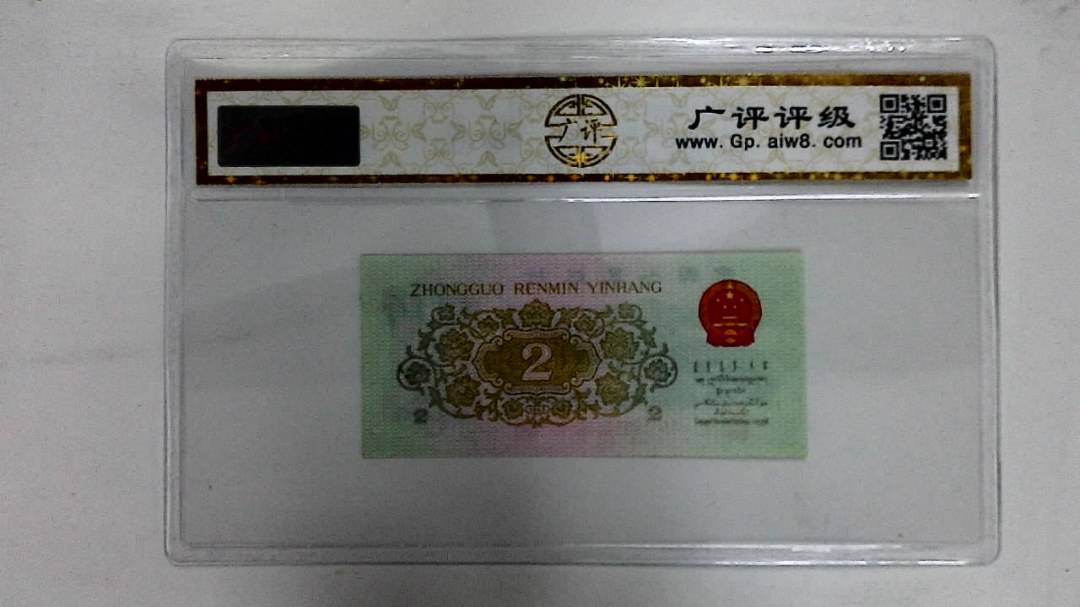 广评
广评评级
www. Gp. aiw8. com
ZHONGGUO RENMIN YINHANG
2
2
2